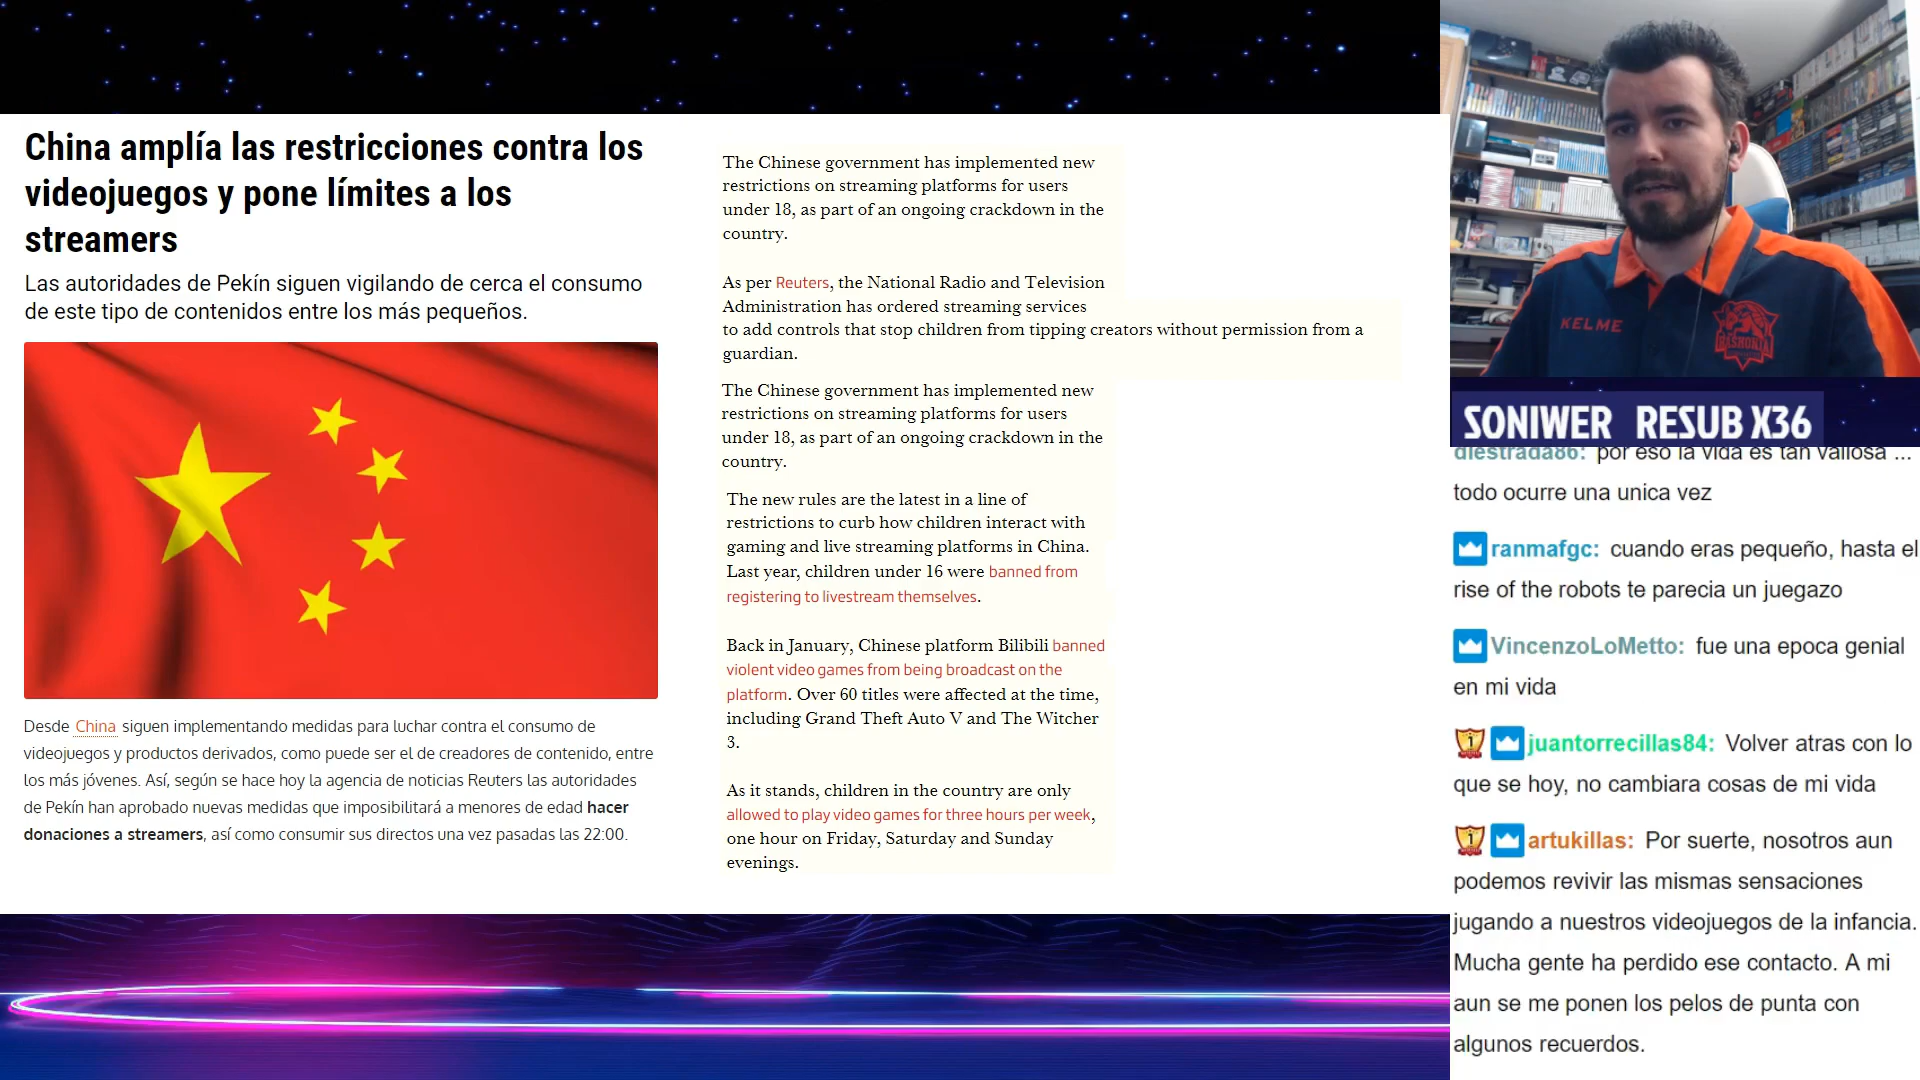 China amplía las restricciones contra los
videojuegos y pone límites a los
streamers
Las autoridades de Pekín siguen vigilando de cerca el consumo
de este tipo de contenidos entre los más pequeños.
Desde China siguen implementando medidas para luchar contra el consumo de
videojuegos y productos derivados, como puede ser el de creadores de contenido, entre
los más jóvenes. Así, según se hace hoy la agencia de noticias Reuters las autoridades
de Pekín han aprobado nuevas medidas que imposibilitará a menores de edad hacer
donaciones a streamers, así como consumir sus directos una vez pasadas las 22:00.
The Chinese government has implemented new
restrictions on streaming platforms for users
under 18, as part of an ongoing crackdown in the
country.
As per Reuters, the National Radio and Television
Administration has ordered streaming services
to add controls that stop children from tipping creators without permission from a
guardian.
The Chinese government has implemented new
restrictions on streaming platforms for users
under 18, as part of an ongoing crackdown in the
country.
The new rules are the latest in a line of
restrictions to curb how children interact with
gaming and live streaming platforms in China.
Last year, children under 16 were banned from
registering to livestream themselves.
Back in January, Chinese platform Bilibili banned
violent video games from being broadcast on the
platform. Over 60 titles were affected at the time,
including Grand Theft Auto V and The Witcher
3.
As it stands, children in the country are only
allowed to play video games for three hours per week,
one hour on Friday, Saturday and Sunday
evenings.
KELME
BASKONIA
SONIWER RESUB X36
diestrada86: por eso la vida es tan valiosa ...
todo ocurre una unica vez
ranmafgc: cuando eras pequeño, hasta el
rise of the robots te parecia un juegazo
VincenzoLoMetto: fue una epoca genial
en mi vida
juantorrecillas84: Volver atras con lo
que se hoy, no cambiara cosas de mi vida
artukillas: Por suerte, nosotros aun
podemos revivir las mismas sensaciones
jugando a nuestros videojuegos de la infancia.
Mucha gente ha perdido ese contacto. A mi
aun se me ponen los pelos de punta con
algunos recuerdos.